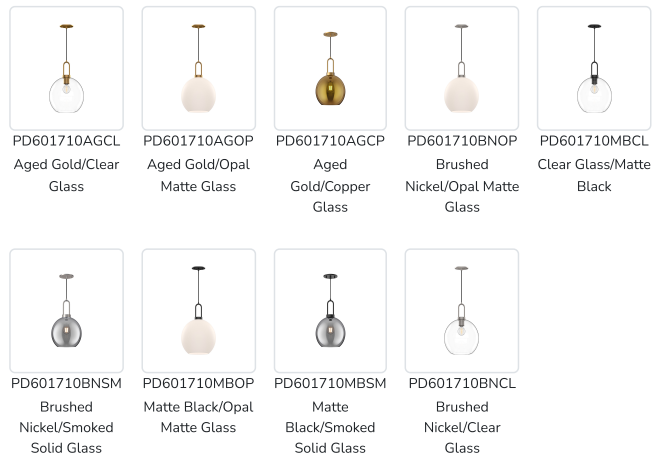 PD601710AGCL
Aged Gold/Clear
Glass
PD601710AGOP
Aged Gold/Opal
Matte Glass
PD601710AGCP
Aged
Gold/Copper
Glass
PD601710BNOP
Brushed
Nickel/Opal Matte
Glass
PD601710MBCL
Clear Glass/Matte
Black
PD601710BNSM
Brushed
Nickel/Smoked
Solid Glass
PD601710MBOP
Matte Black/Opal
Matte Glass
PD601710MBSM
Matte
Black/Smoked
Solid Glass
PD601710BNCL
Brushed
Nickel/Clear
Glass